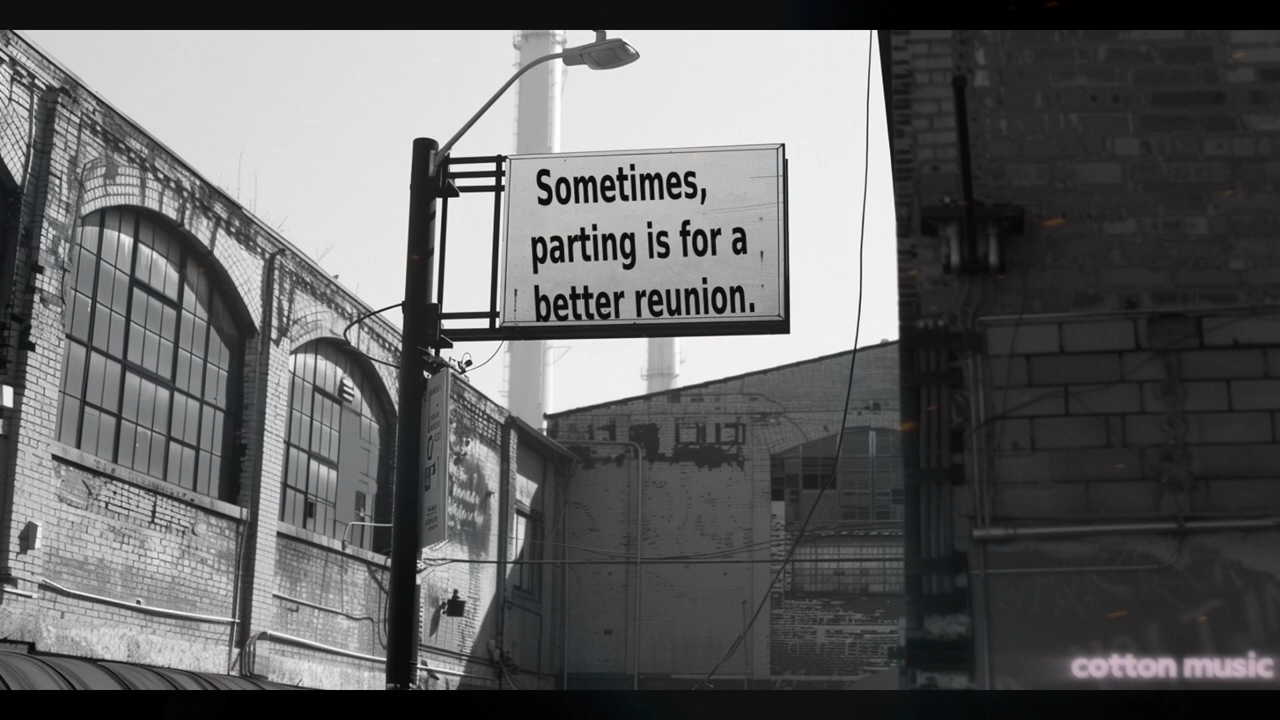 Sometimes,
parting is for a
better reunion.
cotton music